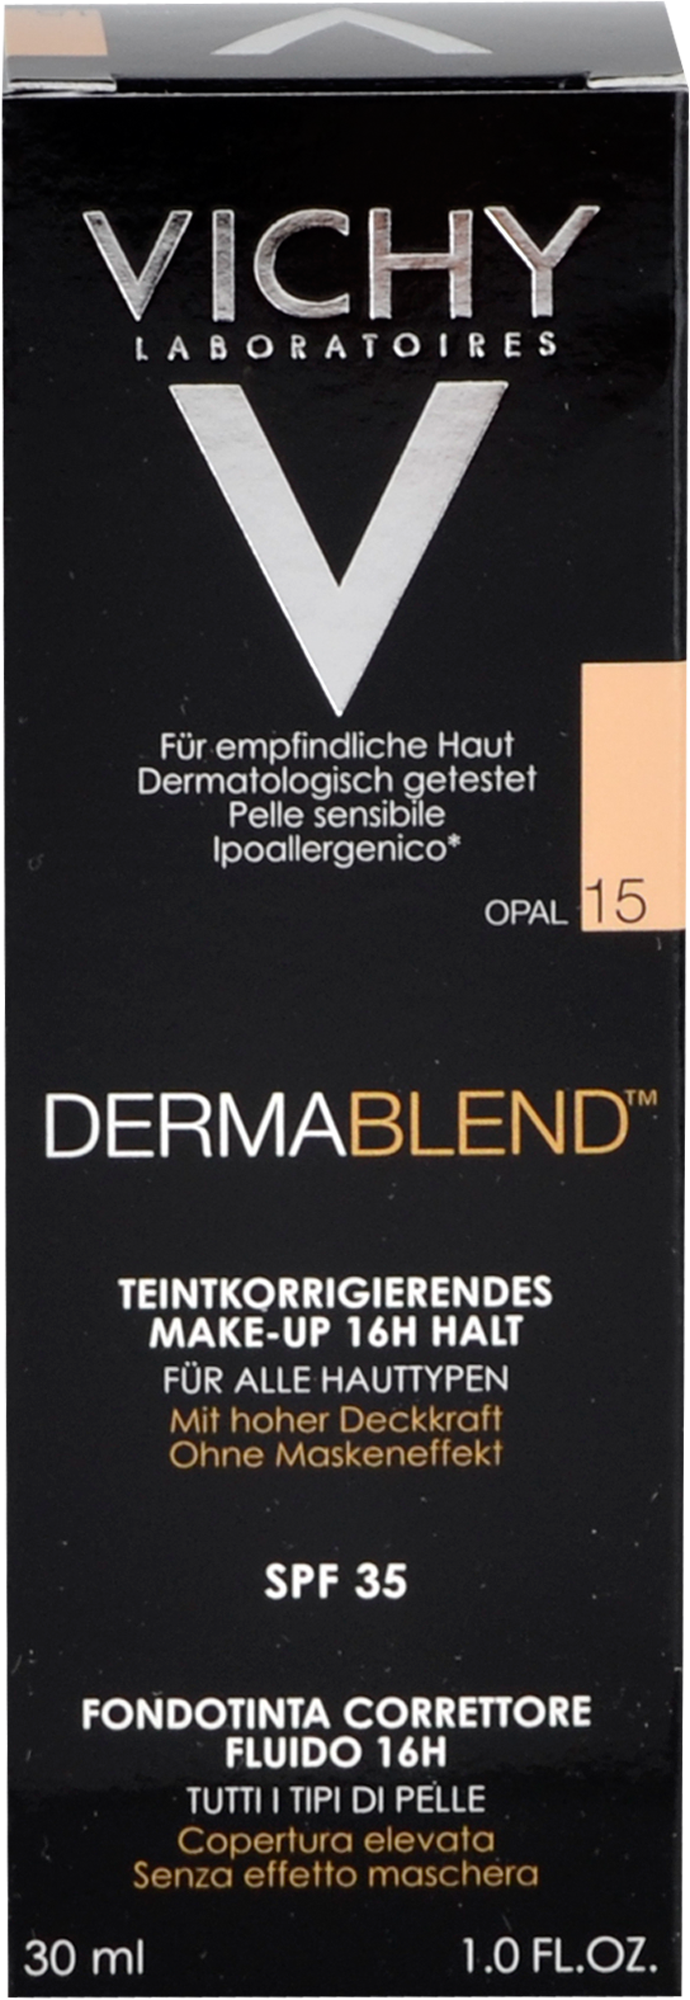 VICHY
LABORATOIRES
Für empfindliche Haut
Dermatologisch getestet
Pelle sensibile
Ipoallergenico*
OPAL 15
DERMABLEND™
TEINTKORRIGIERENDES
MAKE-UP 16H HALT
FÜR ALLE HAUTTYPEN
Mit hoher Deckkraft
Ohne Maskeneffekt
SPF 35
FONDOTINTA CORRETTORE
FLUIDO 16H
TUTTI I TIPI DI PELLE
Copertura elevata
Senza effetto maschera
30 ml 1.0 FL.OZ.